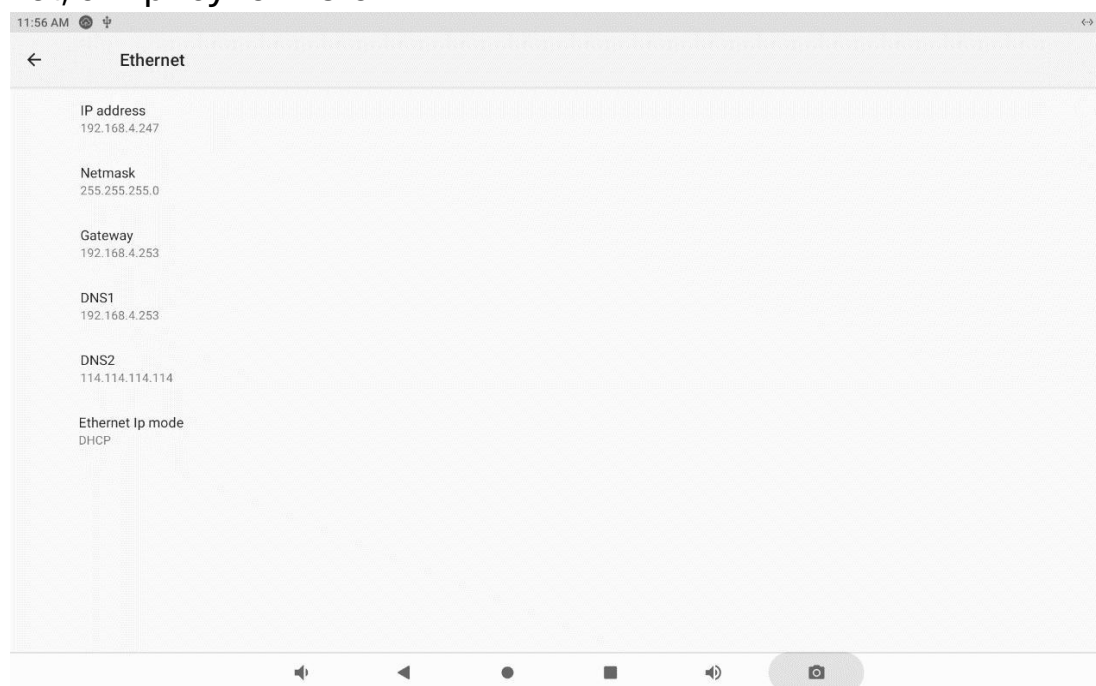 11:56 AM
Ethernet
IP address
192.168.4.247
Netmask
255.255.255.0
Gateway
192.168.4.253
DNS1
192.168.4.253
DNS2
114.114.114.114
Ethernet Ip mode
DHCP